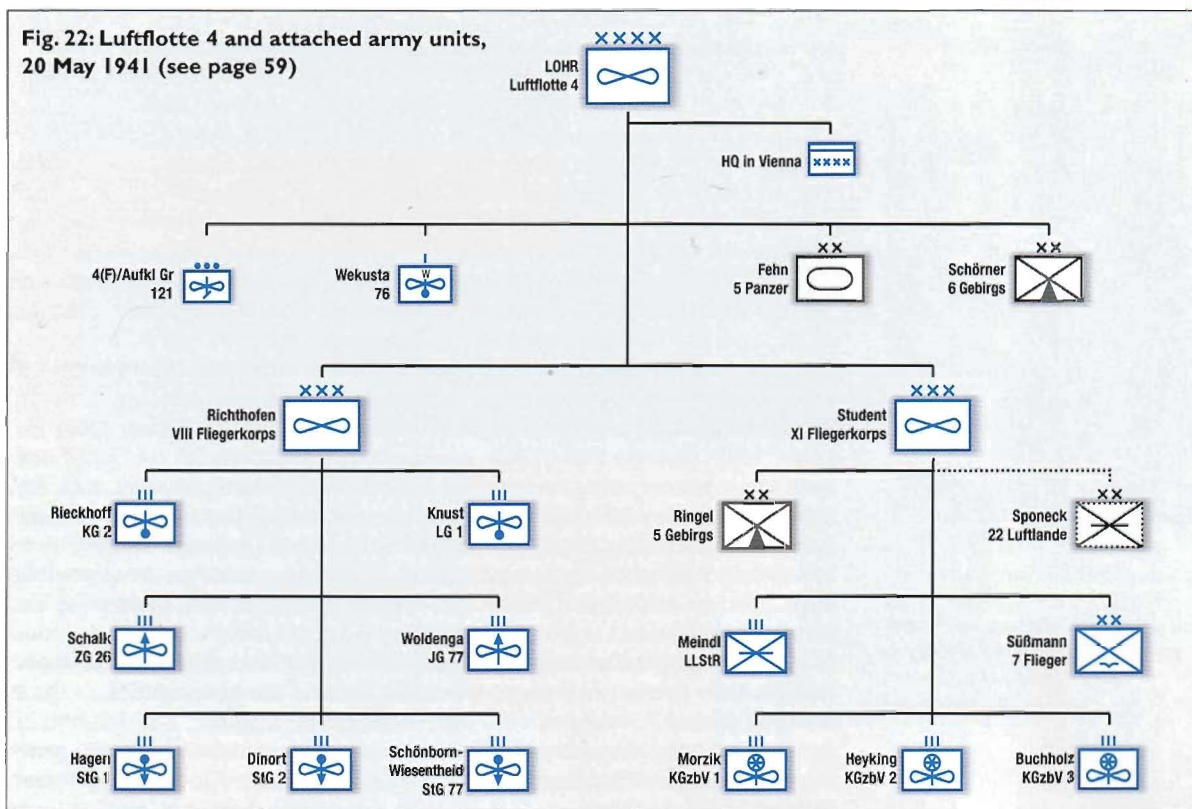 Fig. 22: Luftflotte 4 and attached army units,
20 May 1941 (see page 59)
LOHR
Luftflotte 4
HQ in Vienna
4(F)/Aufkl Gr
121
Wekusta
76
W
Fehn
5 Panzer
Schörner
6 Gebirgs
Richthofen
VIII Fliegerkorps
Student
XI Fliegerkorps
Rieckhoff
KG 2
Knust
LG 1
Ringel
5 Gebirgs
Sponeck
22 Luftlande
Schalk
ZG 26
Woldenga
JG 77
Meindl
LLStR
Süßmann
7 Flieger
Hagen
StG 1
Dinort
StG 2
Schönborn-
Wiesentheid
StG 77
Morzik
KGzbV 1
Heyking
KGzbV 2
Buchholz
KGzbV 3